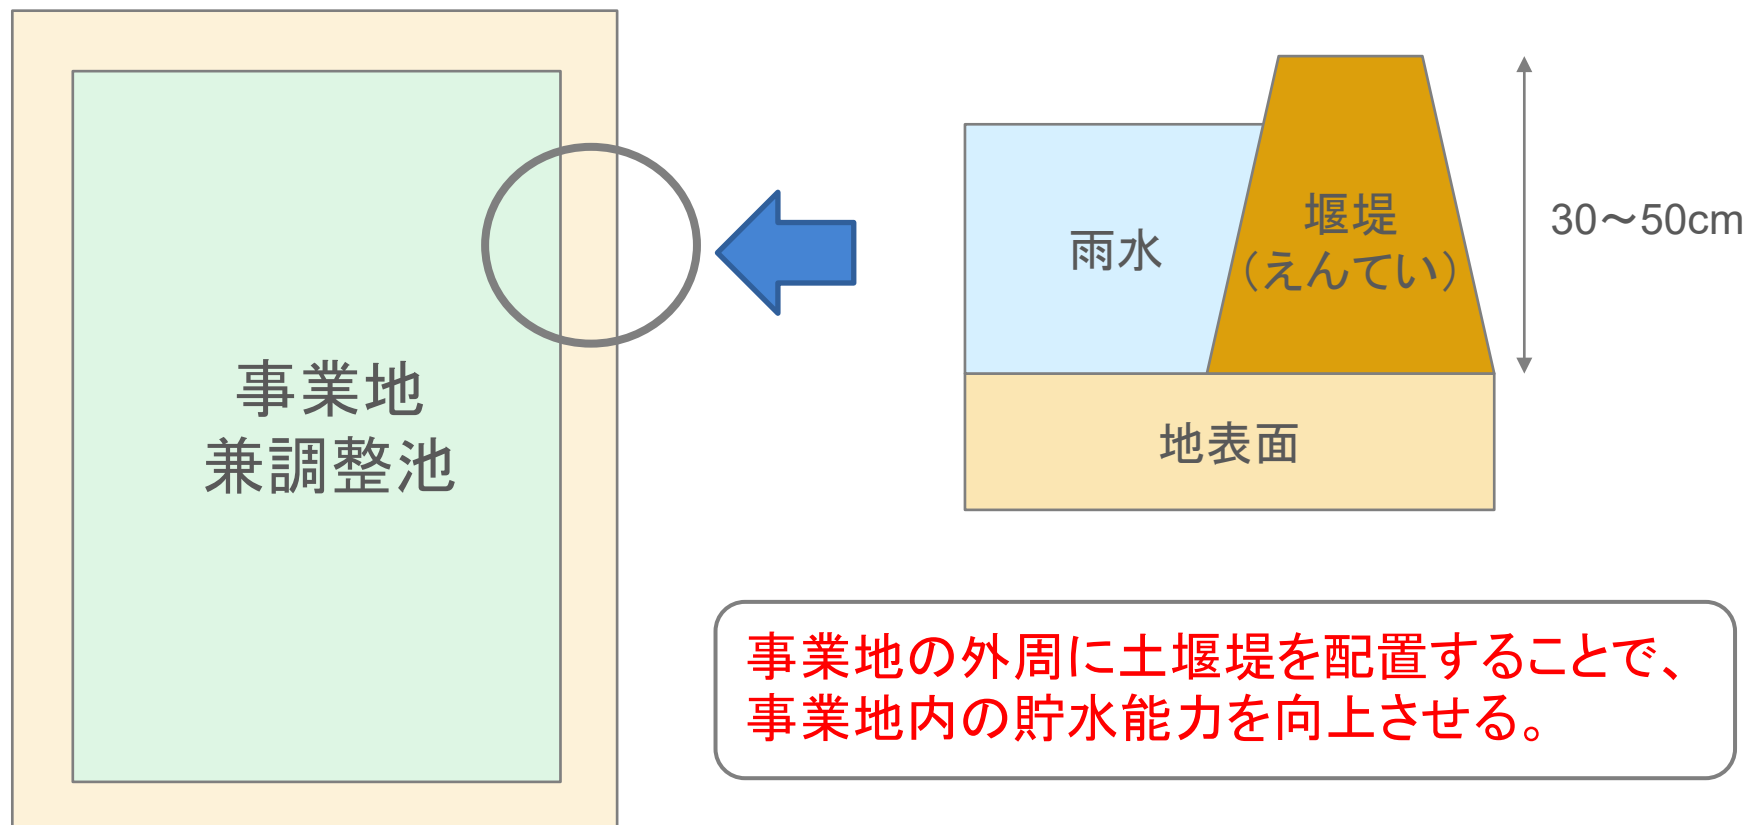 事業地
兼調整池
雨水
堰堤
（えんてい）
30～50cm
地表面
事業地の外周に土堰堤を配置することで、
事業地内の貯水能力を向上させる。